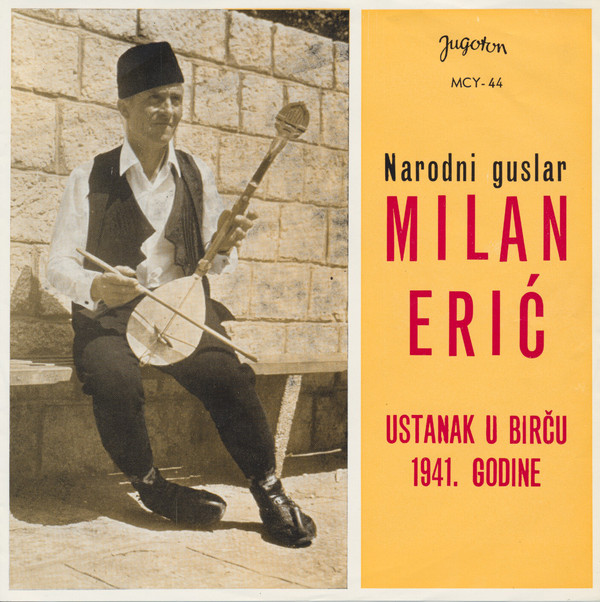 Jugoton
MCY-44
Narodni guslar
MILAN
ERIĆ
USTANAK U BIRČU
1941. GODINE